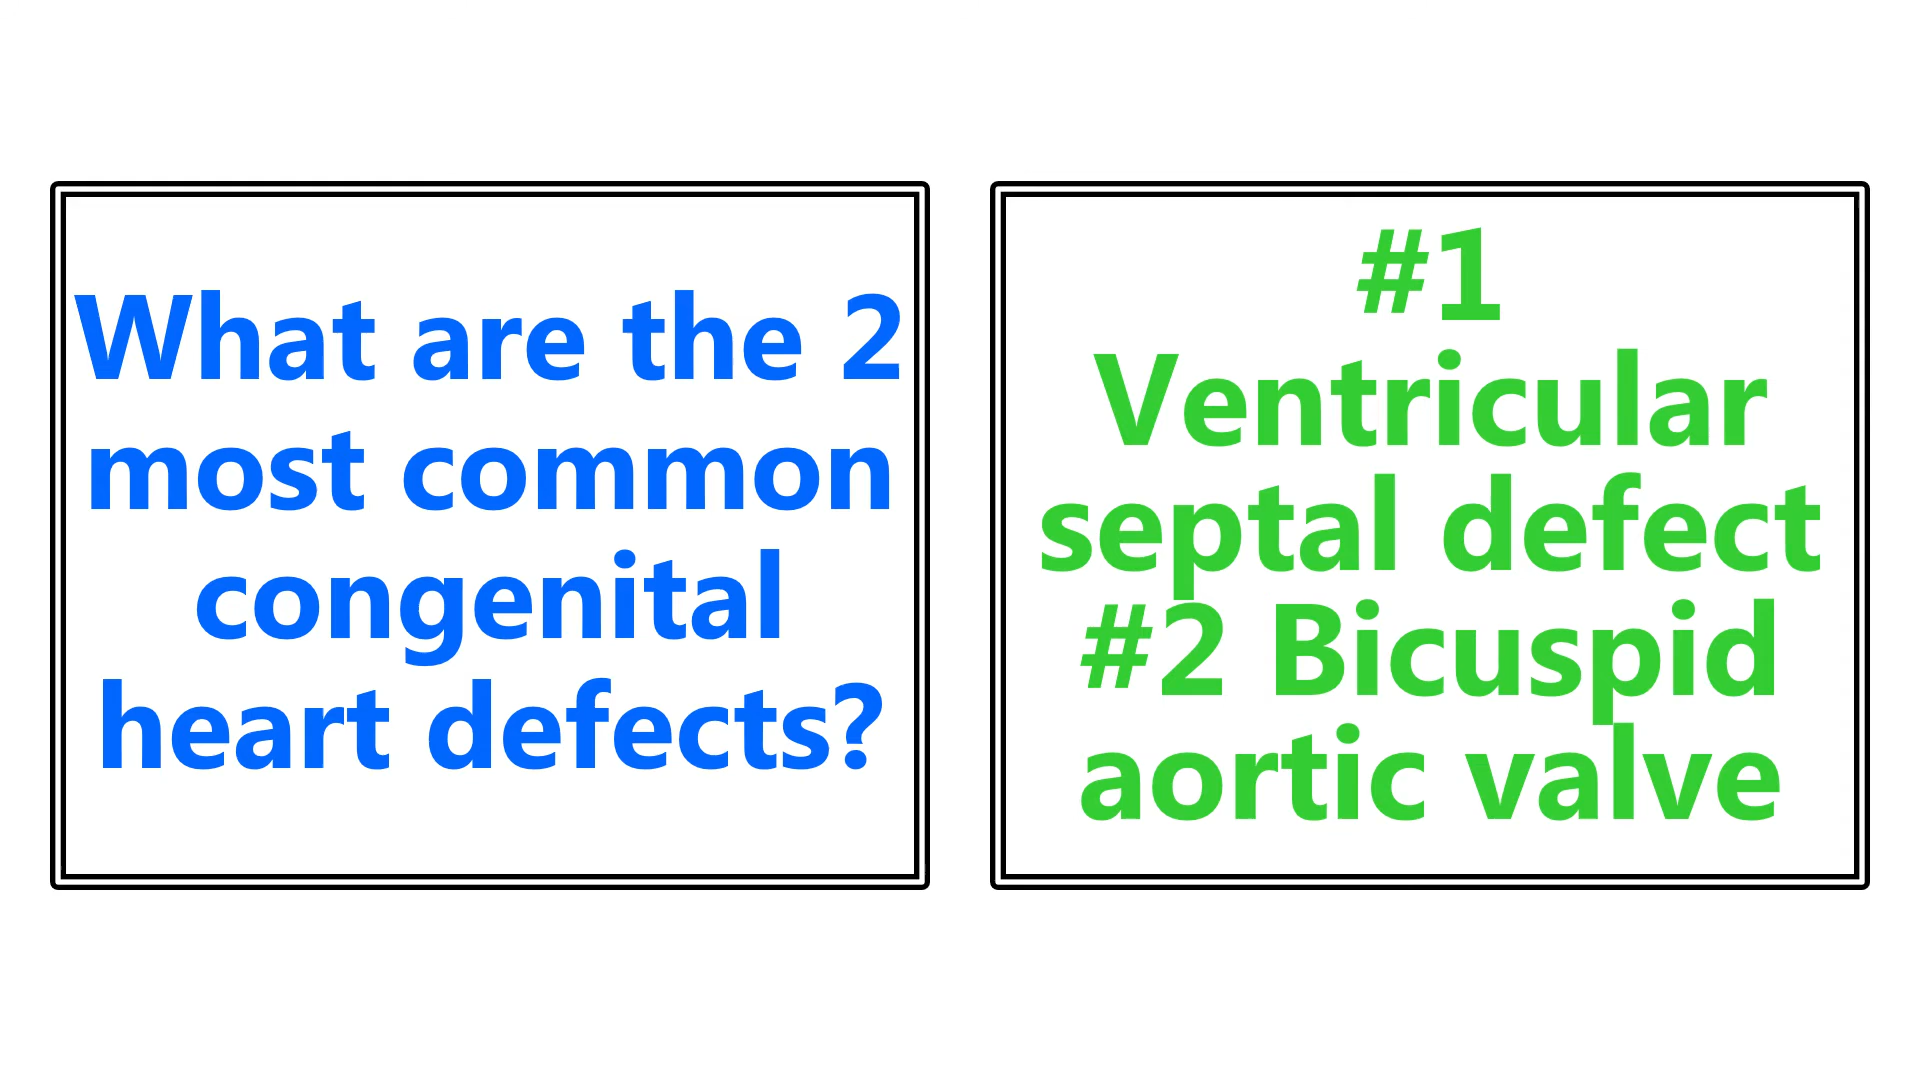 What are the 2
most common
congenital
heart defects?
#1
Ventricular
septal defect
#2 Bicuspid
aortic valve